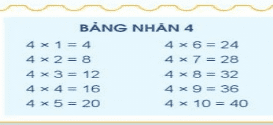 BẢNG NHÂN 4
4 × 1 = 4
4 × 2 = 8
4 × 3 = 12
4 × 4 = 16
4 × 5 = 20
4 × 6 = 24
4 × 7 = 28
4 × 8 = 32
4 × 9 = 36
4 × 10 = 40